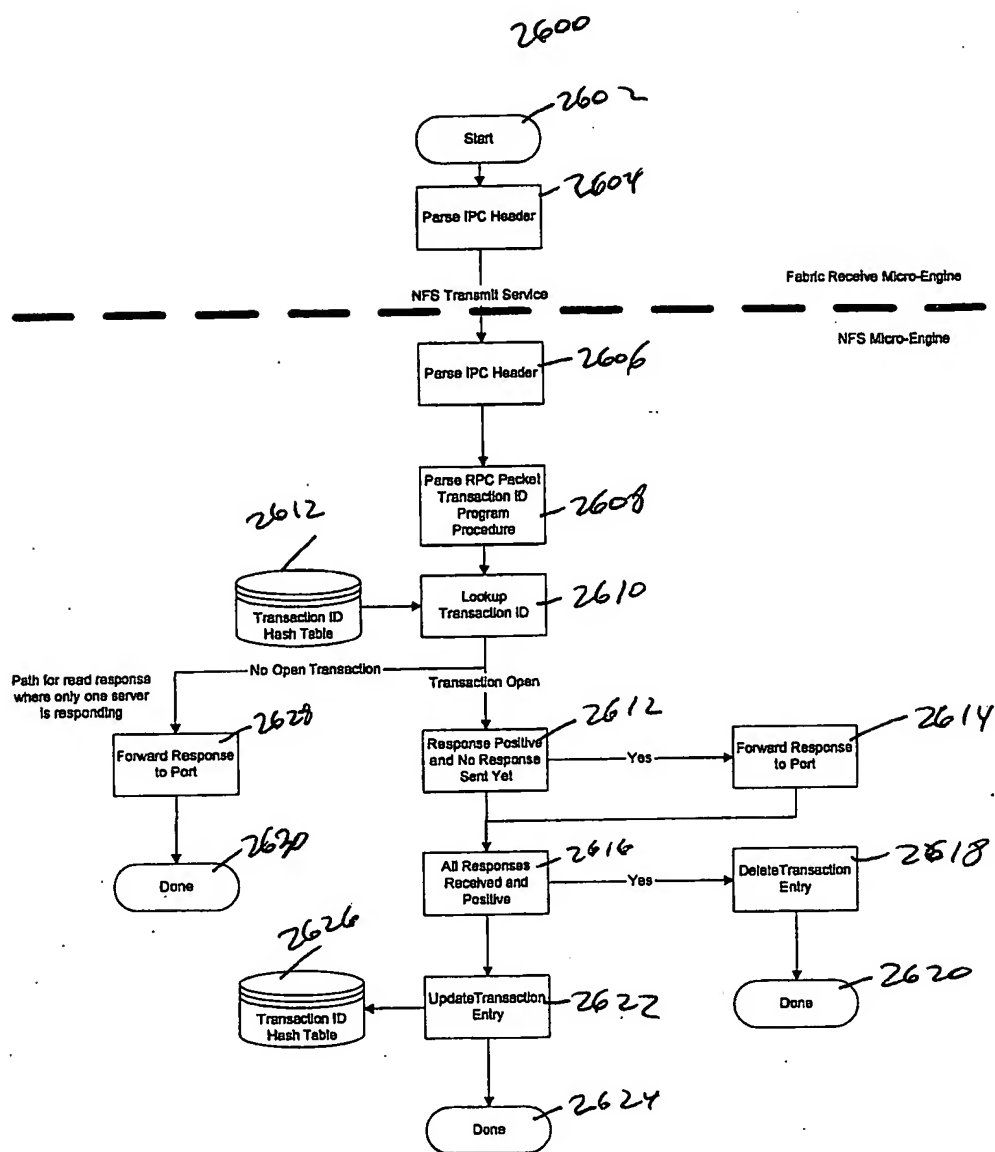 2600
2602
Start
2604
Parse IPC Header
Fabric Receive Micro-Engine
NFS Transmit Service
NFS Micro-Engine
2606
Parse IPC Header
Parse RPC Packet
Transaction ID
Program
Procedure
2608
2612
Transaction ID
Hash Table
Lookup
Transaction ID
2610
Path for read response
where only one server
is responding
No Open Transaction
Transaction Open
2628
Forward Response
to Port
2612
Response Positive
and No Response
Sent Yet
Yes
2614
Forward Response
to Port
2630
Done
2616
All Responses
Received and
Positive
Yes
2618
DeleteTransaction
Entry
2626
Transaction ID
Hash Table
UpdateTransaction
Entry
2622
2620
Done
2624
Done